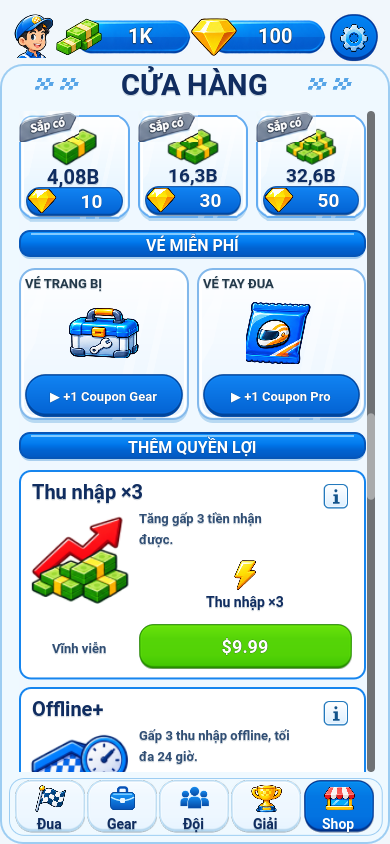 1K
100
CỬA HÀNG
Sắp có
Sắp có
Sắp có
4,08B
16,3B
32,6B
10
30
50
VÉ MIỄN PHÍ
VÉ TRANG BỊ
VÉ TAY ĐUA
▶ +1 Coupon Gear
▶ +1 Coupon Pro
THÊM QUYỀN LỢI
Thu nhập ×3
i
Tăng gấp 3 tiền nhận
được.
Thu nhập ×3
Vĩnh viễn
$9.99
Offline+
i
Gấp 3 thu nhập offline, tối
đa 24 giờ.
Đua
Gear
Đội
Giải
Shop